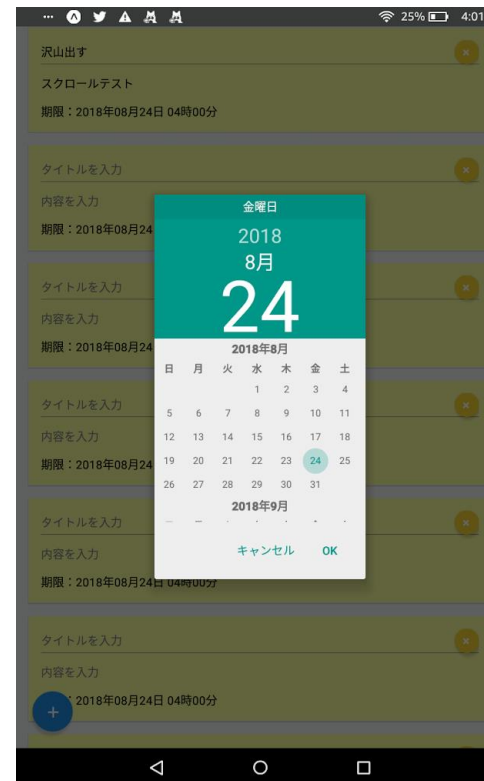 ... 25% 4:01
沢山出す
スクロールテスト
期限：2018年08月24日 04時00分
タイトルを入力
内容を入力
期限：2018年08月24
タイトルを入力
内容を入力
期限：2018年08月24
タイトルを入力
内容を入力
期限：2018年08月24
タイトルを入力
内容を入力
期限：2018年08月24日 04時00分
タイトルを入力
内容を入力
2018年08月24日 04時00分
+
金曜日
2018
8月
24
2018年8月
日 月 火 水 木 金 土
1 2 3 4
5 6 7 8 9 10 11
12 13 14 15 16 17 18
19 20 21 22 23 24 25
26 27 28 29 30 31
2018年9月
キャンセル OK